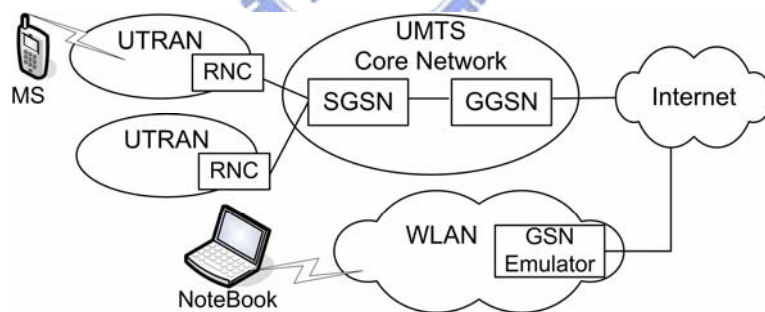 UTRAN
RNC
MS
UMTS
Core Network
SGSN
GGSN
Internet
UTRAN
RNC
WLAN
GSN
Emulator
NoteBook